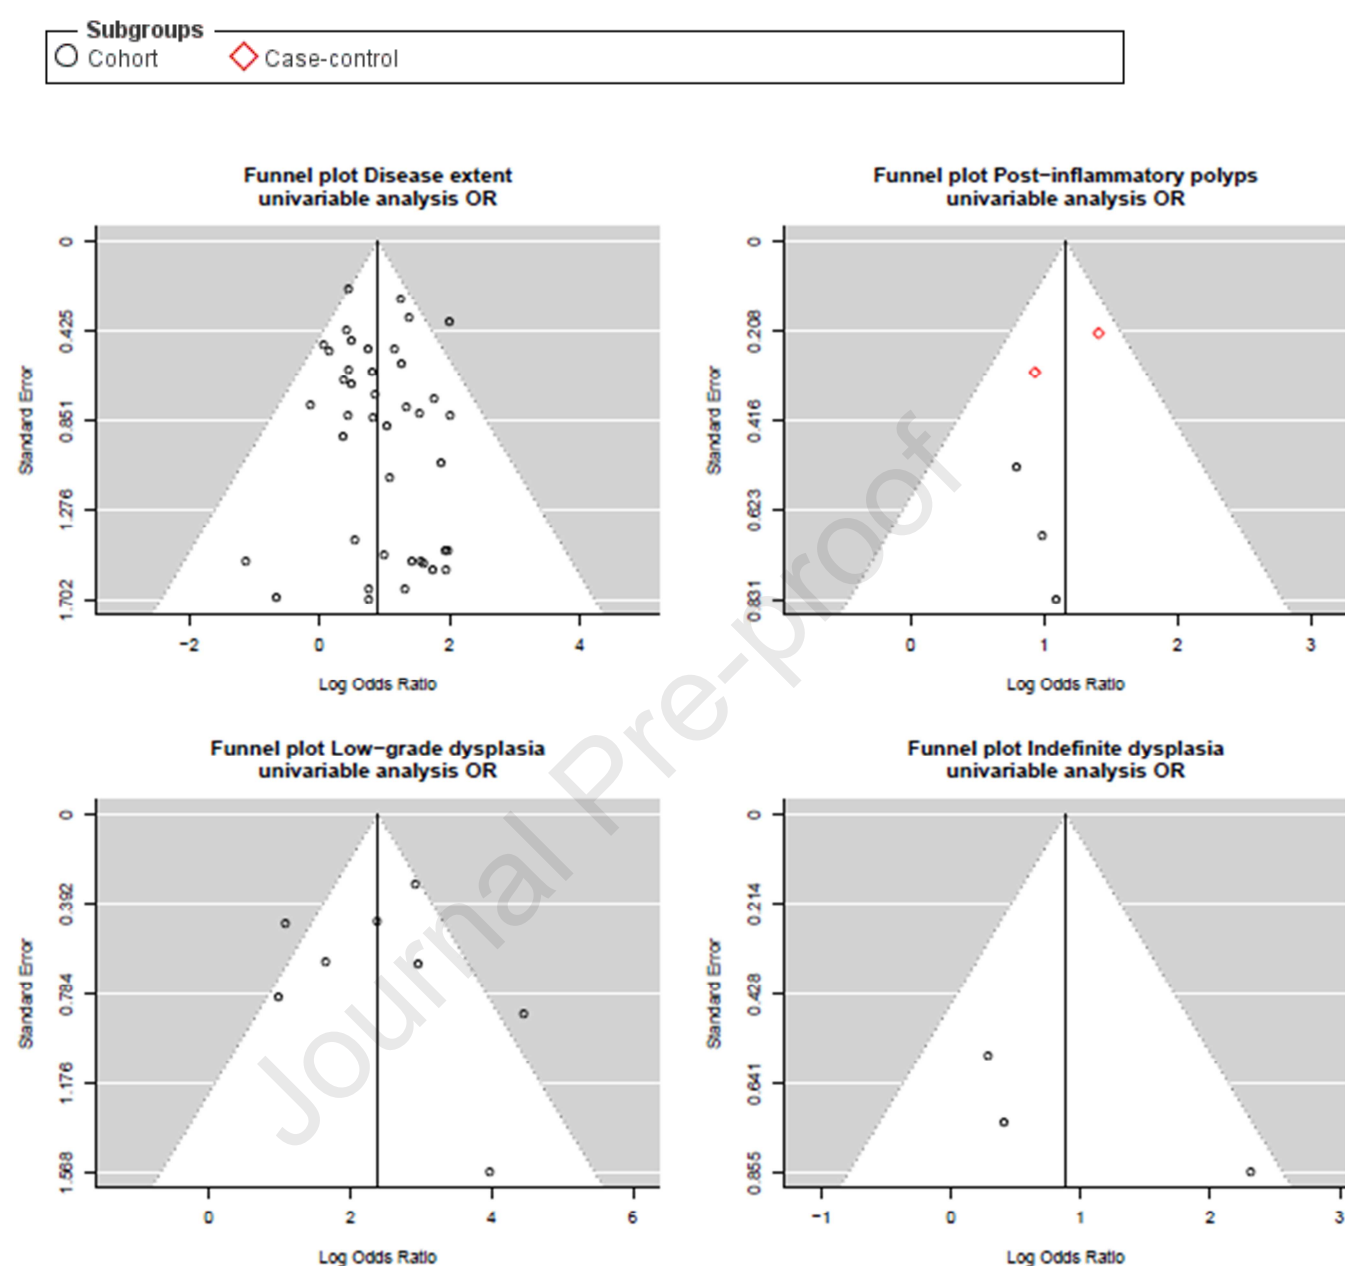 Subgroups
Cohort Case-control
Funnel plot Disease extent
univariable analysis OR
Standard Error
0
0.425
0.851
1.276
1.702
−2 0 2 4
Log Odds Ratio
Funnel plot Post−inflammatory polyps
univariable analysis OR
Standard Error
0
0.208
0.416
0.623
0.831
0 1 2 3
Log Odds Ratio
Funnel plot Low−grade dysplasia
univariable analysis OR
Standard Error
0
0.392
0.784
1.176
1.568
0 2 4 6
Log Odds Ratio
Funnel plot Indefinite dysplasia
univariable analysis OR
Standard Error
0
0.214
0.428
0.641
0.855
−1 0 1 2 3
Log Odds Ratio
Journal Pre-proof